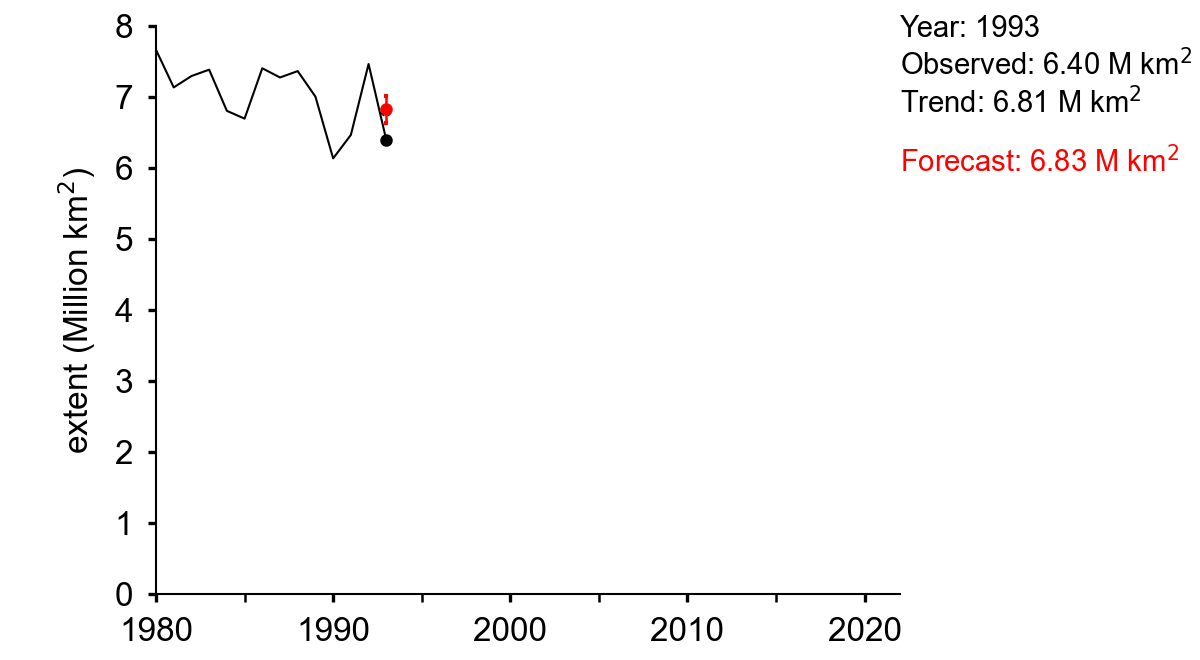 Year: 1993
Observed: 6.40 M km²
Trend: 6.81 M km²
Forecast: 6.83 M km²
extent (Million km²)
8
7
6
5
4
3
2
1
0
1980 1990 2000 2010 2020